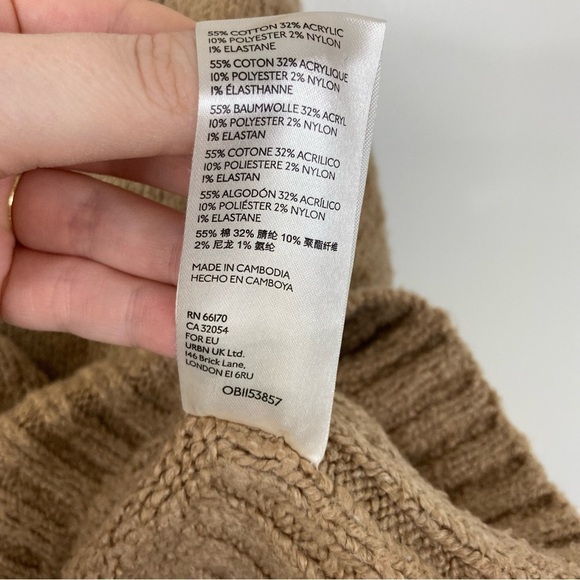 55% COTTON 32% ACRYLIC
10% POLYESTER 2% NYLON
1% ELASTANE
55% COTON 32% ACRYLIQUE
10% POLYESTER 2% NYLON
1% ÉLASTHANNE
55% BAUMWOLLE 32% ACRYL
10% POLYESTER 2% NYLON
1% ELASTAN
55% COTONE 32% ACRILICO
10% POLIESTERE 2% NYLON
1% ELASTAN
55% ALGODÓN 32% ACRÍLICO
10% POLIÉSTER 2% NYLON
1% ELASTANE
55% 棉 32% 腈纶 10% 聚酯纤维
2% 尼龙 1% 氨纶
MADE IN CAMBODIA
HECHO EN CAMBOYA
RN 66170
CA 32054
FOR EU
URBN UK Ltd.
146 Brick Lane,
LONDON E1 6RU
OB1153857